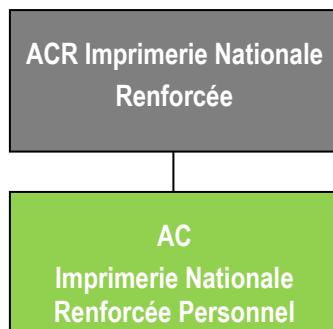 ACR Imprimerie Nationale
Renforcée
AC
Imprimerie Nationale
Renforcée Personnel